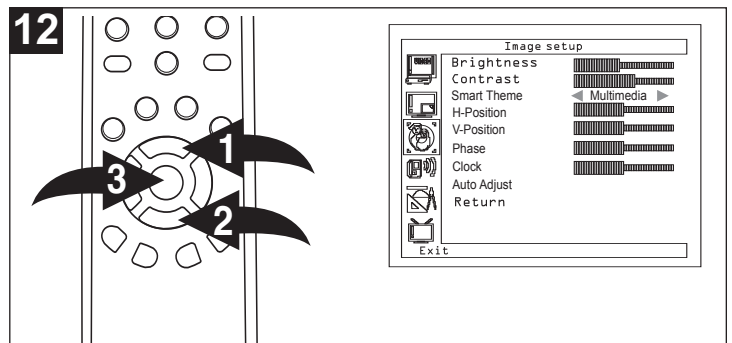 12
1
3
2
Image setup
Brightness
Contrast
Smart Theme
Multimedia
H-Position
V-Position
Phase
Clock
Auto Adjust
Return
Exit